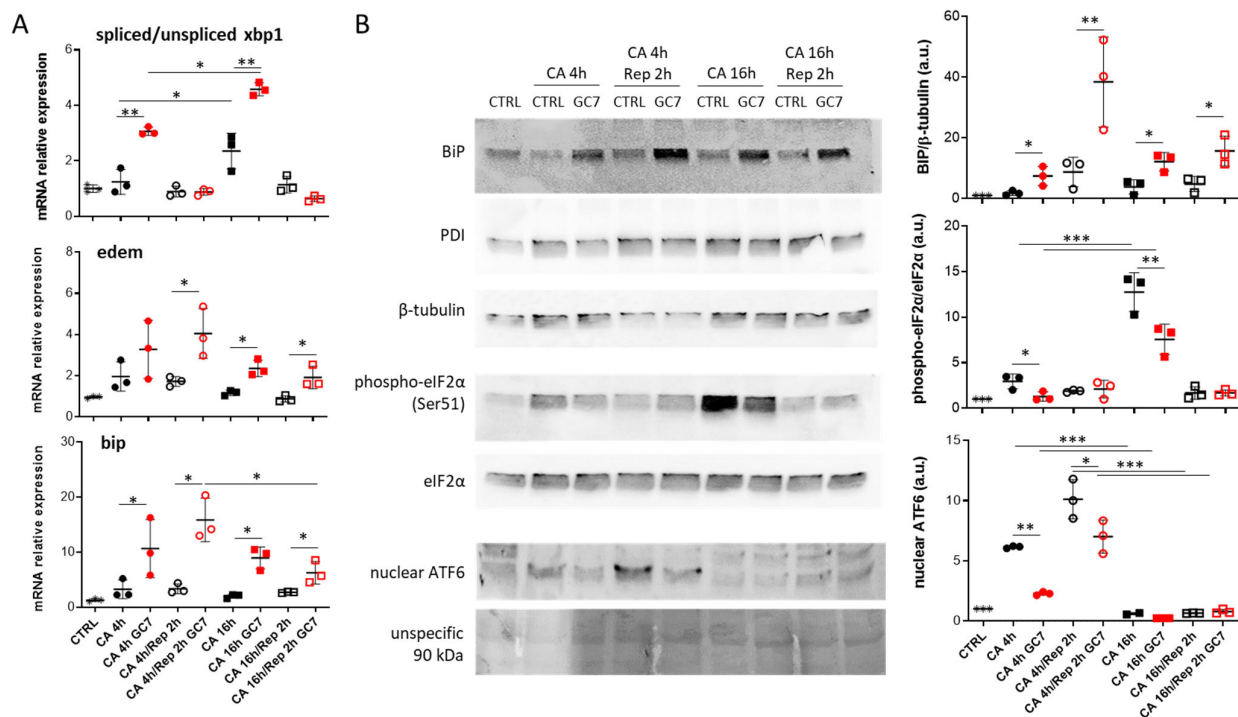 A
spliced/unspliced xbp1
mRNA relative expression
6
4
2
0
*
**
*
**
edem
mRNA relative expression
8
6
4
2
0
*
*
*
bip
mRNA relative expression
30
20
10
0
*
*
*
*
*
CTRL
CA 4h
CA 4h GC7
CA 4h/Rep 2h
CA 4h/Rep 2h GC7
CA 16h
CA 16h GC7
CA 16h/Rep 2h
CA 16h/Rep 2h GC7
B
CA 4h
CA 4h
Rep 2h
CA 16h
CA 16h
Rep 2h
CTRL CTRL GC7 CTRL GC7 CTRL GC7 CTRL GC7
BiP
PDI
β-tubulin
phospho-eIF2α
(Ser51)
eIF2α
nuclear ATF6
unspecific
90 kDa
BIP/β-tubulin (a.u.)
60
40
20
0
*
**
*
*
phospho-eIF2α/eIF2α (a.u.)
20
15
10
5
0
***
**
*
nuclear ATF6 (a.u.)
15
10
5
0
***
*
***
**
CTRL
CA 4h
CA 4h GC7
CA 4h/Rep 2h
CA 4h/Rep 2h GC7
CA 16h
CA 16h GC7
CA 16h/Rep 2h
CA 16h/Rep 2h GC7